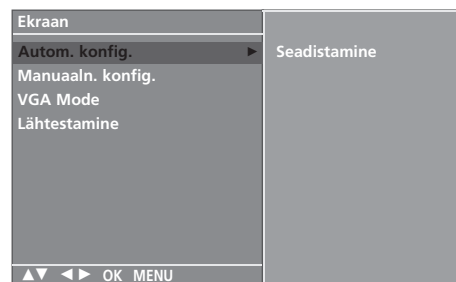 Ekraan
Autom. konfig. ►
Seadistamine
Manuaaln. konfig.
VGA Mode
Lähtestamine
▲▼ ◄► OK MENU